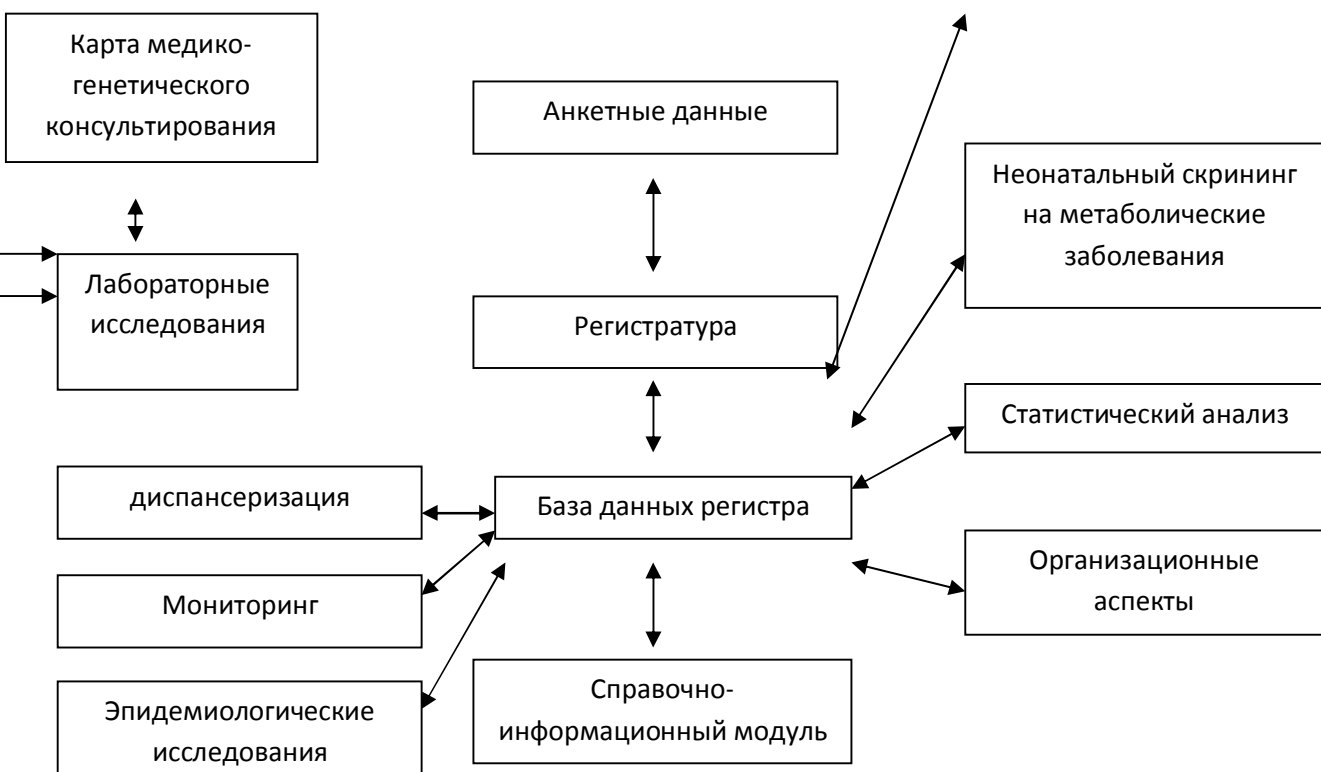 Карта медико-
генетического
консультирования
Анкетные данные
Неонатальный скрининг
на метаболические
заболевания
Лабораторные
исследования
Регистратура
Статистический анализ
диспансеризация
База данных регистра
Организационные
аспекты
Мониторинг
Справочно-
информационный модуль
Эпидемиологические
исследования